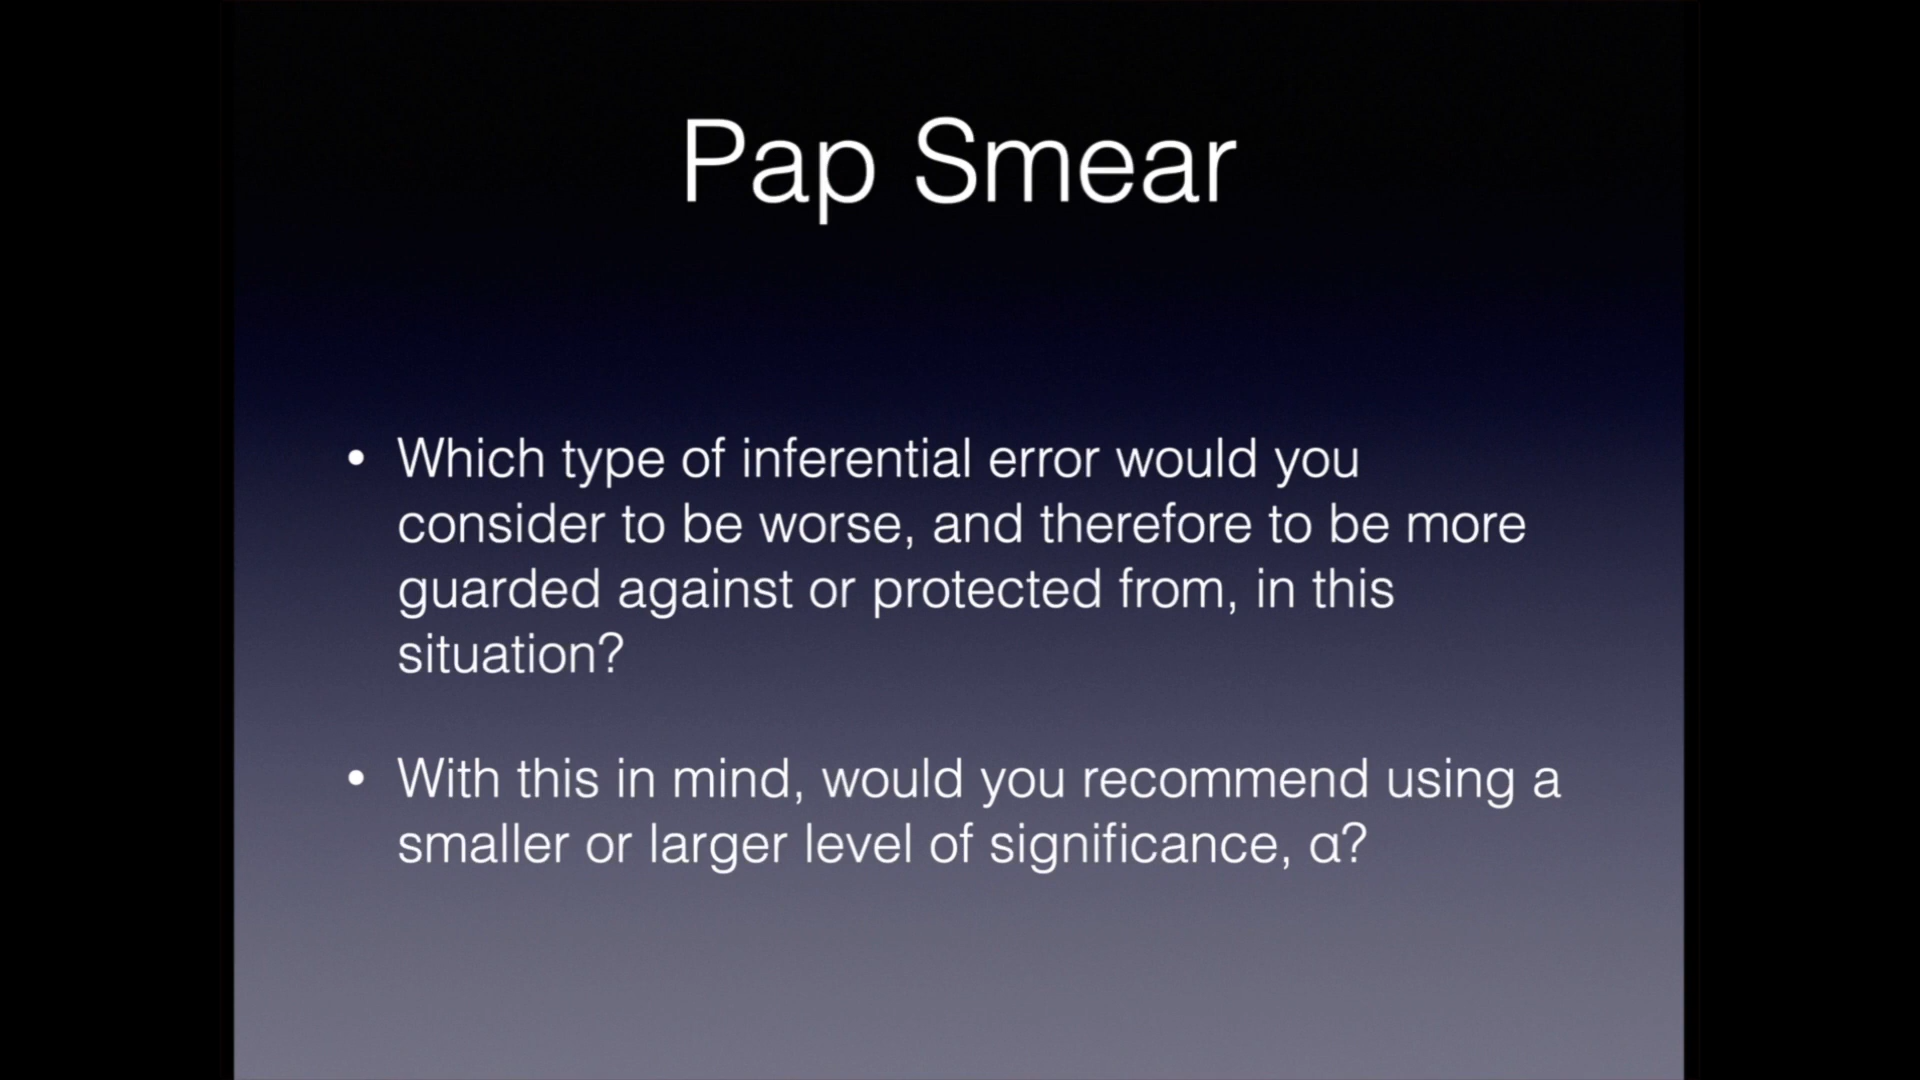 Pap Smear
• Which type of inferential error would you
consider to be worse, and therefore to be more
guarded against or protected from, in this
situation?
• With this in mind, would you recommend using a
smaller or larger level of significance, α?